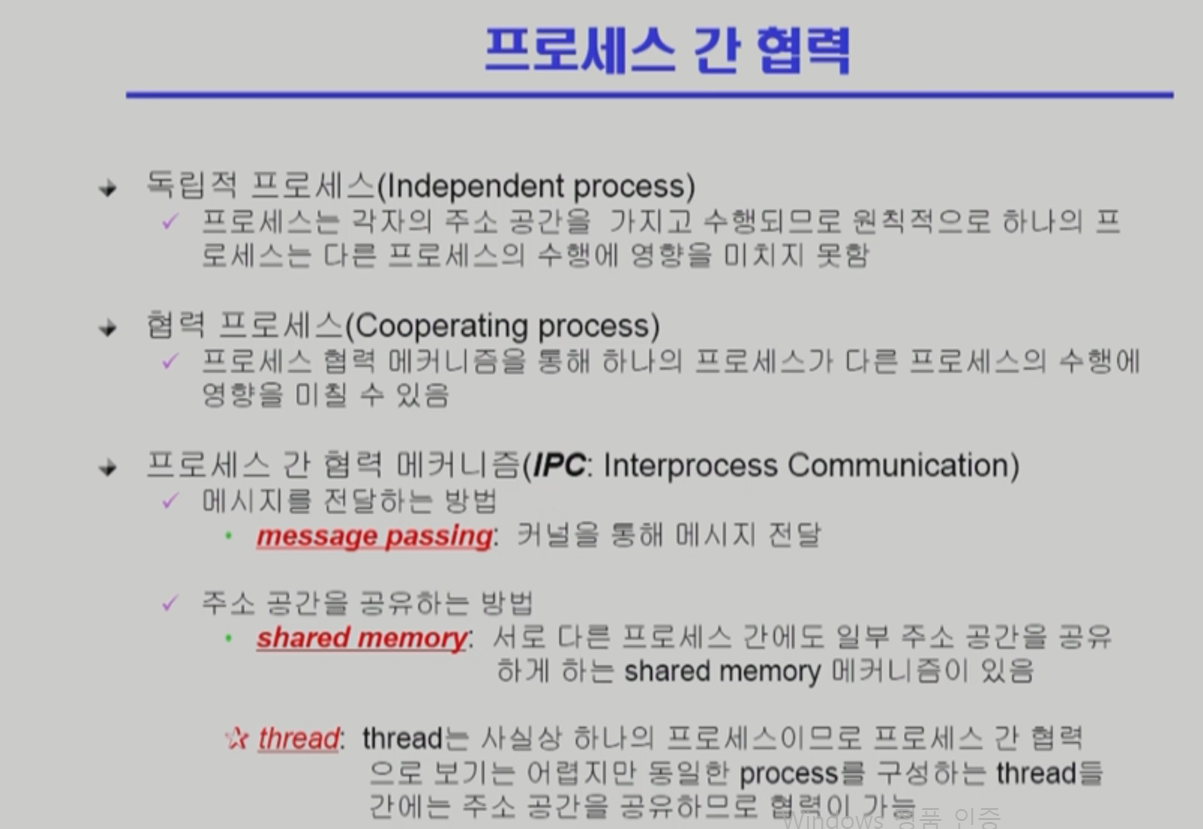 프로세스 간 협력
독립적 프로세스(Independent process)
프로세스는 각자의 주소 공간을 가지고 수행되므로 원칙적으로 하나의 프
로세스는 다른 프로세스의 수행에 영향을 미치지 못함
협력 프로세스(Cooperating process)
프로세스 협력 메커니즘을 통해 하나의 프로세스가 다른 프로세스의 수행에
영향을 미칠 수 있음
프로세스 간 협력 메커니즘(IPC: Interprocess Communication)
메시지를 전달하는 방법
message passing: 커널을 통해 메시지 전달
주소 공간을 공유하는 방법
shared memory: 서로 다른 프로세스 간에도 일부 주소 공간을 공유
하게 하는 shared memory 메커니즘이 있음
thread: thread는 사실상 하나의 프로세스이므로 프로세스 간 협력
으로 보기는 어렵지만 동일한 process를 구성하는 thread들
간에는 주소 공간을 공유하므로 협력이 가능
Windows 정품 인증